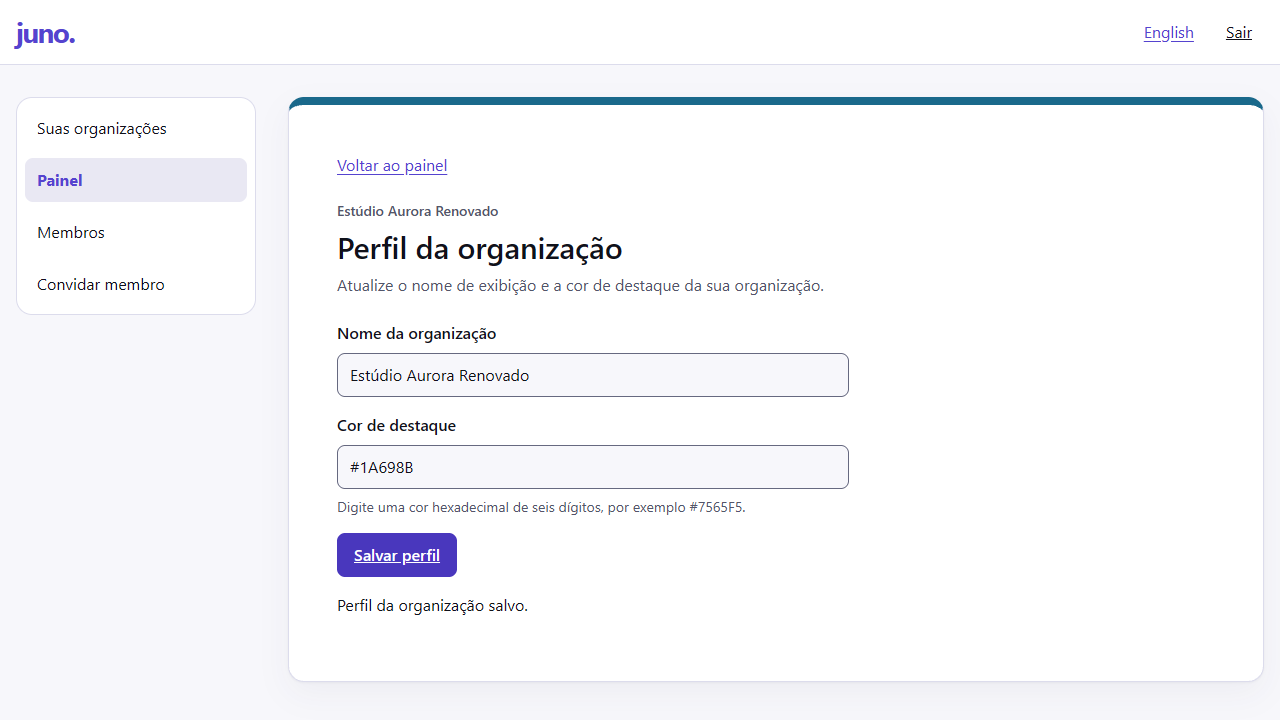 juno.
English
Sair
Suas organizações
Painel
Membros
Convidar membro
Voltar ao painel
Estúdio Aurora Renovado
Perfil da organização
Atualize o nome de exibição e a cor de destaque da sua organização.
Nome da organização
Estúdio Aurora Renovado
Cor de destaque
#1A698B
Digite uma cor hexadecimal de seis dígitos, por exemplo #7565F5.
Salvar perfil
Perfil da organização salvo.